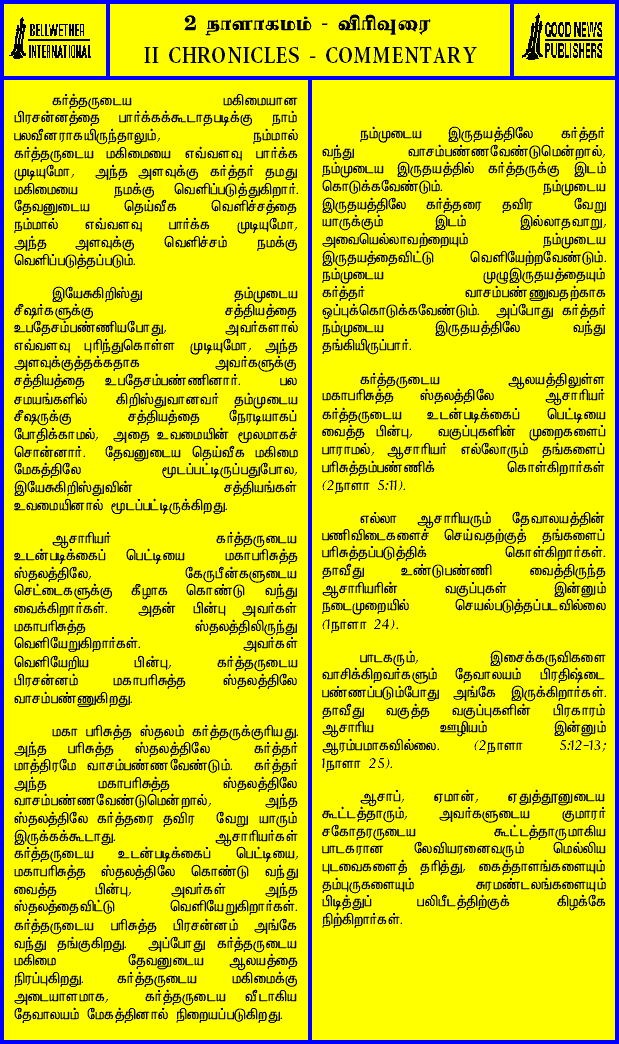 BELLWETHER
INTERNATIONAL
2 நாளாகமம் - விரிவுரை
II CHRONICLES - COMMENTARY
GOOD NEWS
PUBLISHERS
கர்த்தருடைய மகிமையான
பிரசன்னத்தை பார்க்கக்கூடாதபடிக்கு நாம்
பலவீனராகயிருந்தாலும், நம்மால்
கர்த்தருடைய மகிமையை எவ்வளவு பார்க்க
முடியுமோ, அந்த அளவுக்கு கர்த்தர் தமது
மகிமையை நமக்கு வெளிப்படுத்துகிறார்.
தேவனுடைய தெய்வீக வெளிச்சத்தை
நம்மால் எவ்வளவு பார்க்க முடியுமோ,
அந்த அளவுக்கு வெளிச்சம் நமக்கு
வெளிப்படுத்தப்படும்.
இயேசுகிறிஸ்து தம்முடைய
சீஷர்களுக்கு சத்தியத்தை
உபதேசம்பண்ணியபோது, அவர்களால்
எவ்வளவு புரிந்துகொள்ள முடியுமோ, அந்த
அளவுக்குத்தக்கதாக அவர்களுக்கு
சத்தியத்தை உபதேசம்பண்ணினார். பல
சமயங்களில் கிறிஸ்துவானவர் தம்முடைய
சீஷருக்கு சத்தியத்தை நேரடியாகப்
போதிக்காமல், அதை உவமையின் மூலமாகச்
சொன்னார். தேவனுடைய தெய்வீக மகிமை
மேகத்திலே மூடப்பட்டிருப்பதுபோல,
இயேசுகிறிஸ்துவின் சத்தியங்கள்
உவமையினால் மூடப்பட்டிருக்கிறது.
ஆசாரியர் கர்த்தருடைய
உடன்படிக்கைப் பெட்டியை மகாபரிசுத்த
ஸ்தலத்திலே, கேருபீன்களுடைய
செட்டைகளுக்கு கீழாக கொண்டு வந்து
வைக்கிறார்கள். அதன் பின்பு அவர்கள்
மகாபரிசுத்த ஸ்தலத்திலிருந்து
வெளியேறுகிறார்கள். அவர்கள்
வெளியேறிய பின்பு, கர்த்தருடைய
பிரசன்னம் மகாபரிசுத்த ஸ்தலத்திலே
வாசம்பண்ணுகிறது.
மகா பரிசுத்த ஸ்தலம் கர்த்தருக்குரியது.
அந்த பரிசுத்த ஸ்தலத்திலே கர்த்தர்
மாத்திரமே வாசம்பண்ணவேண்டும். கர்த்தர்
அந்த மகாபரிசுத்த ஸ்தலத்திலே
வாசம்பண்ணவேண்டுமென்றால், அந்த
ஸ்தலத்திலே கர்த்தரை தவிர வேறு யாரும்
இருக்கக்கூடாது. ஆசாரியர்கள்
கர்த்தருடைய உடன்படிக்கைப் பெட்டியை,
மகாபரிசுத்த ஸ்தலத்திலே கொண்டு வந்து
வைத்த பின்பு, அவர்கள் அந்த
ஸ்தலத்தைவிட்டு வெளியேறுகிறார்கள்.
கர்த்தருடைய பரிசுத்த பிரசன்னம் அங்கே
வந்து தங்குகிறது. அப்போது கர்த்தருடைய
மகிமை தேவனுடைய ஆலயத்தை
நிரப்புகிறது. கர்த்தருடைய மகிமைக்கு
அடையாளமாக, கர்த்தருடைய வீடாகிய
தேவாலயம் மேகத்தினால் நிறையப்படுகிறது.
நம்முடைய இருதயத்திலே கர்த்தர்
வந்து வாசம்பண்ணவேண்டுமென்றால்,
நம்முடைய இருதயத்தில் கர்த்தருக்கு இடம்
கொடுக்கவேண்டும். நம்முடைய
இருதயத்திலே கர்த்தரை தவிர வேறு
யாருக்கும் இடம் இல்லாதவாறு,
அவையெல்லாவற்றையும் நம்முடைய
இருதயத்தைவிட்டு வெளியேற்றவேண்டும்.
நம்முடைய முழுஇருதயத்தையும்
கர்த்தர் வாசம்பண்ணுவதற்காக
ஒப்புக்கொடுக்கவேண்டும். அப்போது கர்த்தர்
நம்முடைய இருதயத்திலே வந்து
தங்கியிருப்பார்.
கர்த்தருடைய ஆலயத்திலுள்ள
மகாபரிசுத்த ஸ்தலத்திலே ஆசாரியர்
கர்த்தருடைய உடன்படிக்கைப் பெட்டியை
வைத்த பின்பு, வகுப்புகளின் முறைகளைப்
பாராமல், ஆசாரியர் எல்லோரும் தங்களைப்
பரிசுத்தம்பண்ணிக் கொள்கிறார்கள்
(2நாளா 5:11).
எல்லா ஆசாரியரும் தேவாலயத்தின்
பணிவிடைகளைச் செய்வதற்குத் தங்களைப்
பரிசுத்தப்படுத்திக் கொள்கிறார்கள்.
தாவீது உண்டுபண்ணி வைத்திருந்த
ஆசாரியரின் வகுப்புகள் இன்னும்
நடைமுறையில் செயல்படுத்தப்படவில்லை
(1நாளா 24).
பாடகரும், இசைக்கருவிகளை
வாசிக்கிறவர்களும் தேவாலயம் பிரதிஷ்டை
பண்ணப்படும்போது அங்கே இருக்கிறார்கள்.
தாவீது வகுத்த வகுப்புகளின் பிரகாரம்
ஆசாரிய ஊழியம் இன்னும்
ஆரம்பமாகவில்லை. (2நாளா 5:12-13;
1நாளா 25).
ஆசாப், ஏமான், ஏதுத்தூனுடைய
கூட்டத்தாரும், அவர்களுடைய குமாரர்
சகோதரருடைய கூட்டத்தாருமாகிய
பாடகரான லேவியரனைவரும் மெல்லிய
புடவைகளைத் தரித்து, கைத்தாளங்களையும்
தம்புருகளையும் சுரமண்டலங்களையும்
பிடித்துப் பலிபீடத்திற்குக் கிழக்கே
நிற்கிறார்கள்.